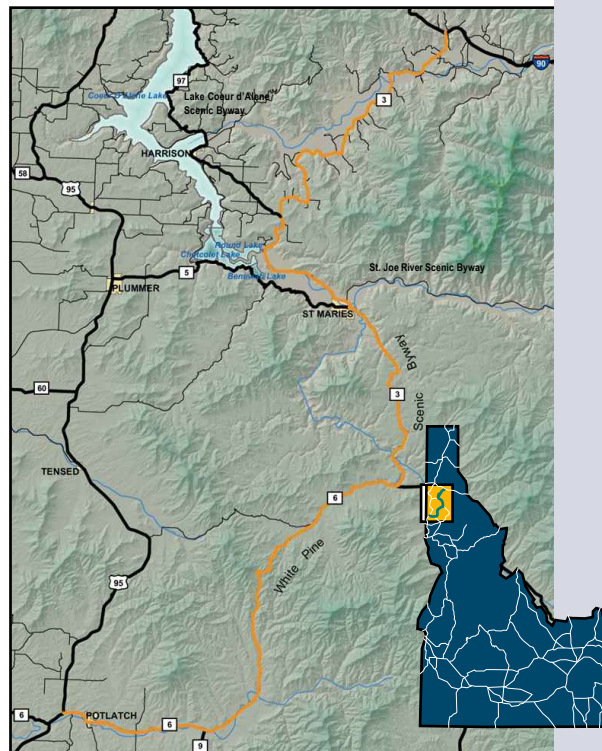 90
97
Coeur D'Alene Lake
Lake Coeur d'Alene
Scenic Byway
3
HARRISON
58
95
Round Lake
Chatcolet Lake
St. Joe River Scenic Byway
5
Benewah Lake
PLUMMER
ST MARIES
Scenic Byway
60
3
TENSED
6
White Pine
95
POTLATCH
6
6
9